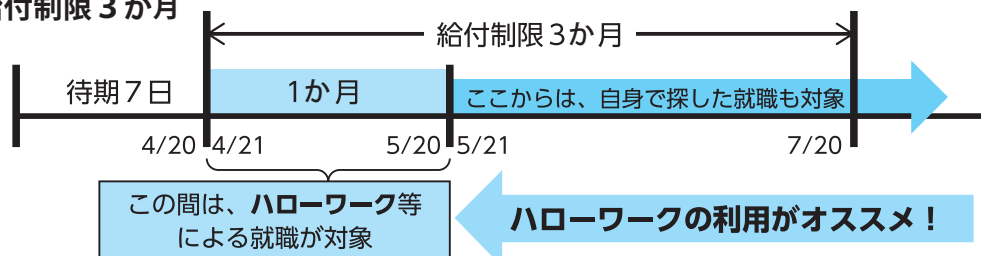 給付制限3か月
給付制限3か月
待期7日
1か月
ここからは、自身で探した就職も対象
4/20
4/21
5/20
5/21
7/20
この間は、ハローワーク等
による就職が対象
ハローワークの利用がオススメ！